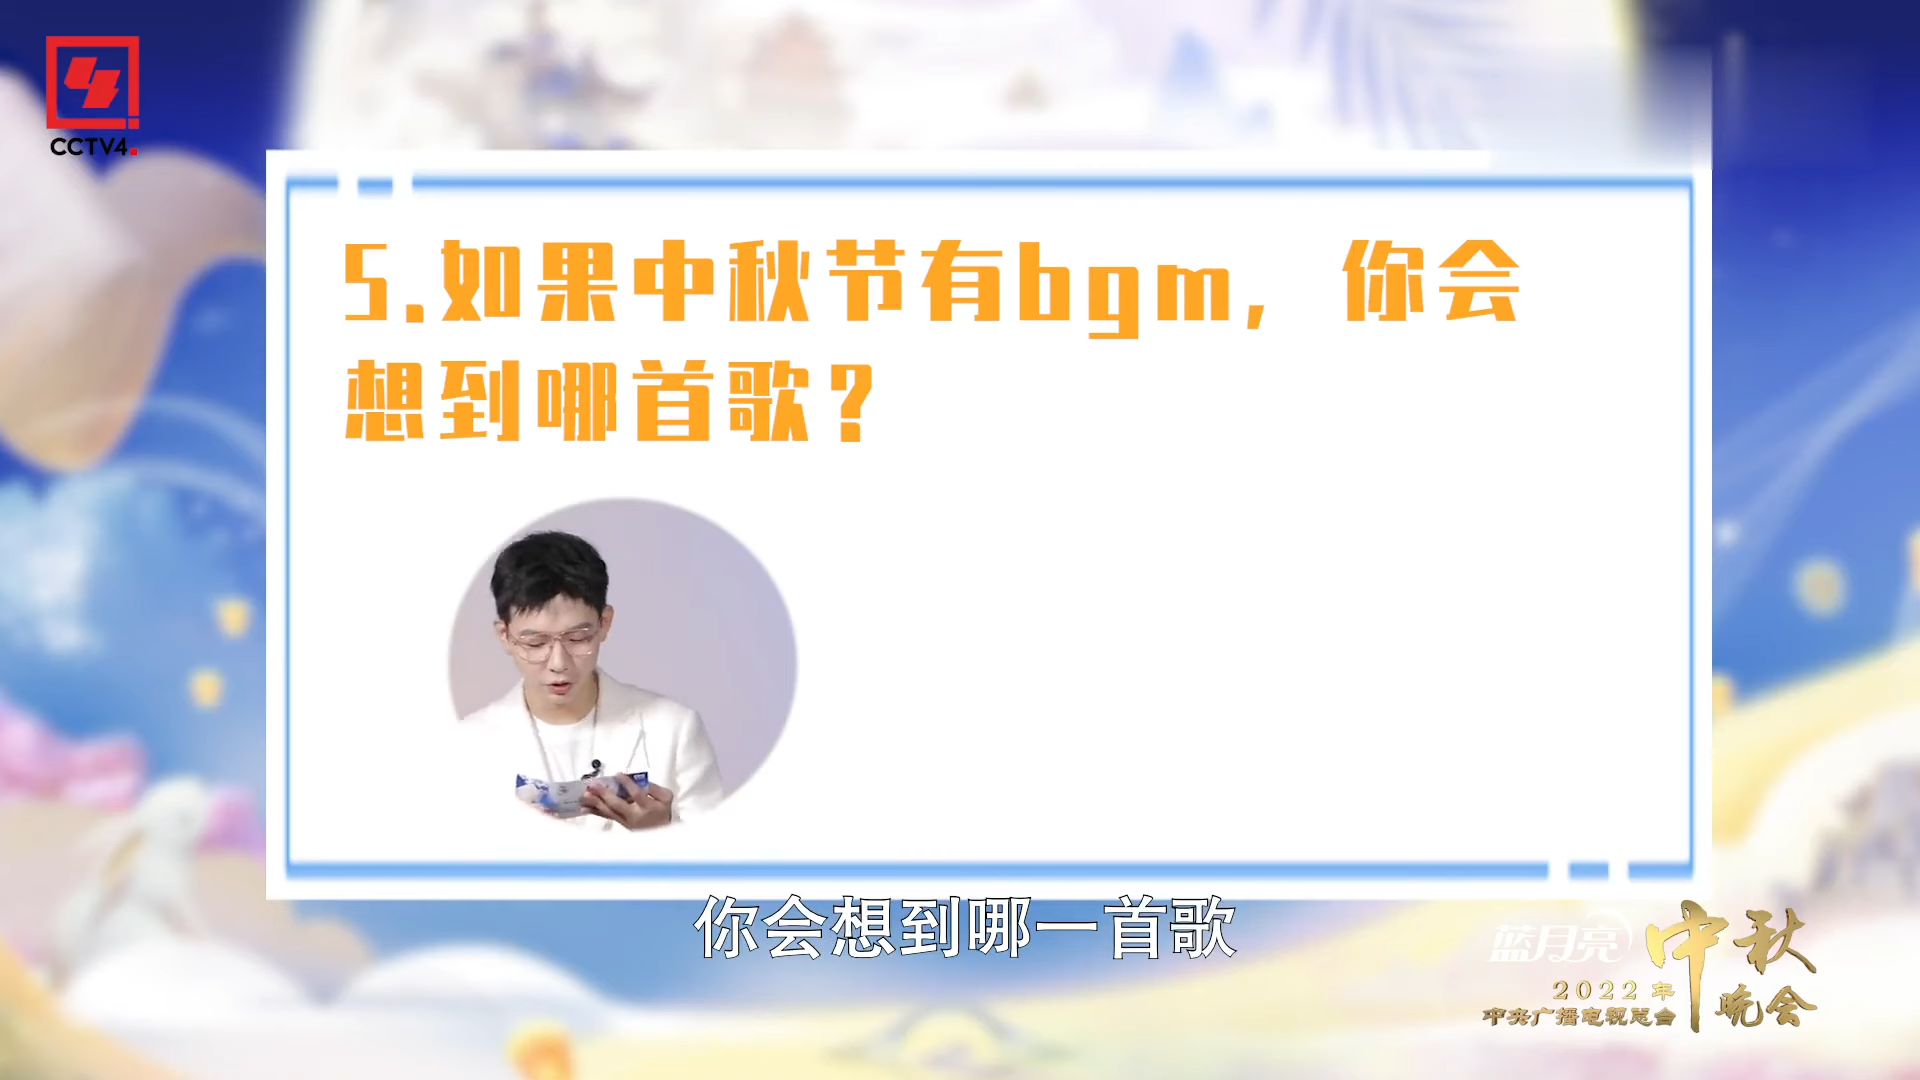 CCTV4
5.如果中秋节有bgm，你会
想到哪首歌？
你会想到哪一首歌
蓝月亮
中秋
晚会
2022年
中央广播电视总台